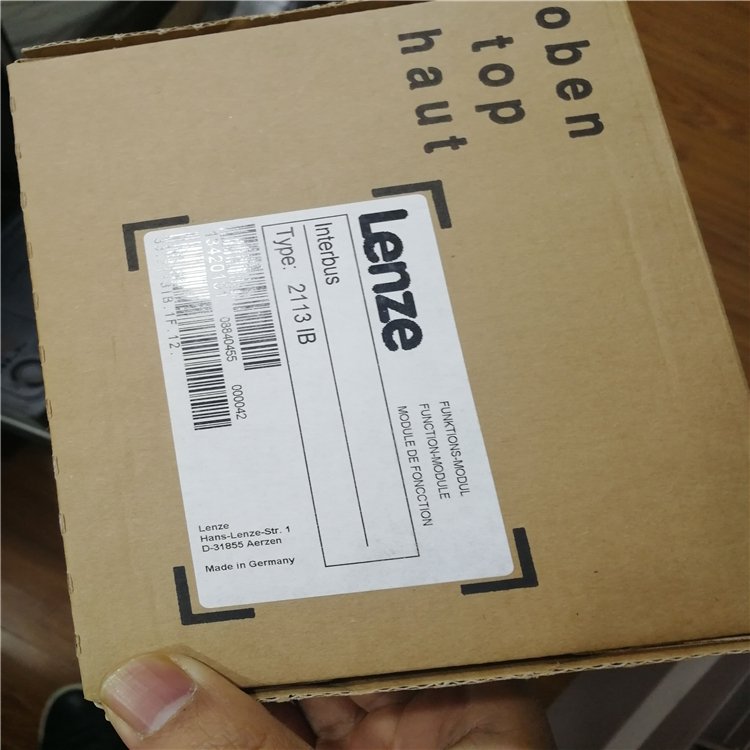 oben
top
haut
Lenze
FUNKTIONS-MODUL
FUNCTION-MODULE
MODULE DE FONCCTION
Interbus
Type: 2113 IB
08840455 000042
Lenze
Hans-Lenze-Str. 1
D-31855 Aerzen
Made in Germany